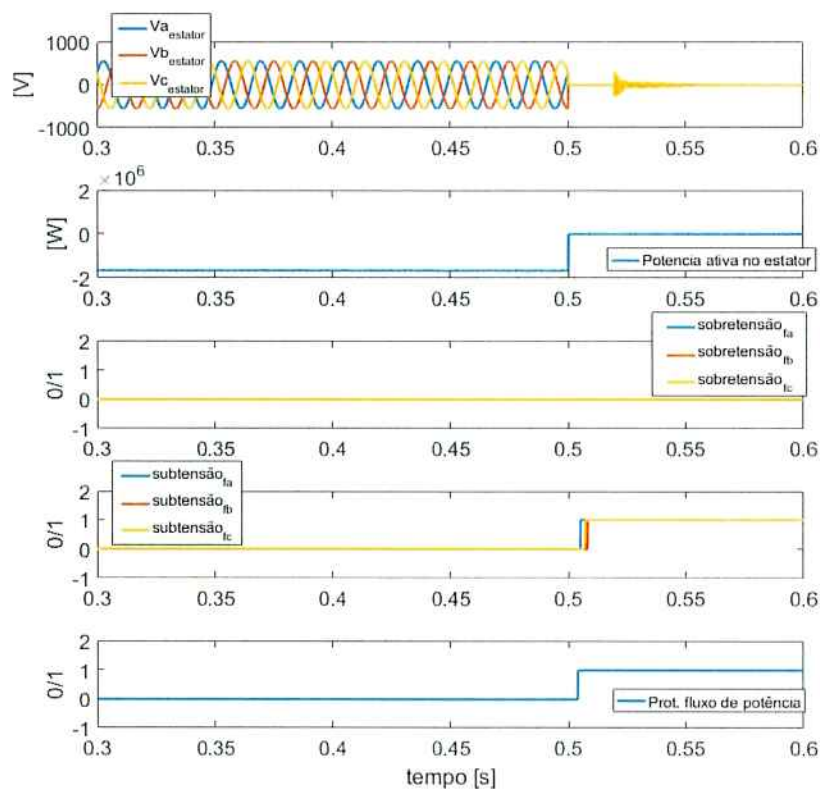 Va estator
Vb estator
Vc estator
1000
0
-1000
[V]
0.3 0.35 0.4 0.45 0.5 0.55 0.6
× 10^6
2
0
-2
[W]
Potencia ativa no estator
0.3 0.35 0.4 0.45 0.5 0.55 0.6
sobretensão fa
sobretensão fb
sobretensão fc
2
1
0
-1
0/1
0.3 0.35 0.4 0.45 0.5 0.55 0.6
subtensão fa
subtensão fb
subtensão fc
2
1
0
-1
0/1
0.3 0.35 0.4 0.45 0.5 0.55 0.6
2
1
0
-1
0/1
Prot. fluxo de potência
0.3 0.35 0.4 0.45 0.5 0.55 0.6
tempo [s]